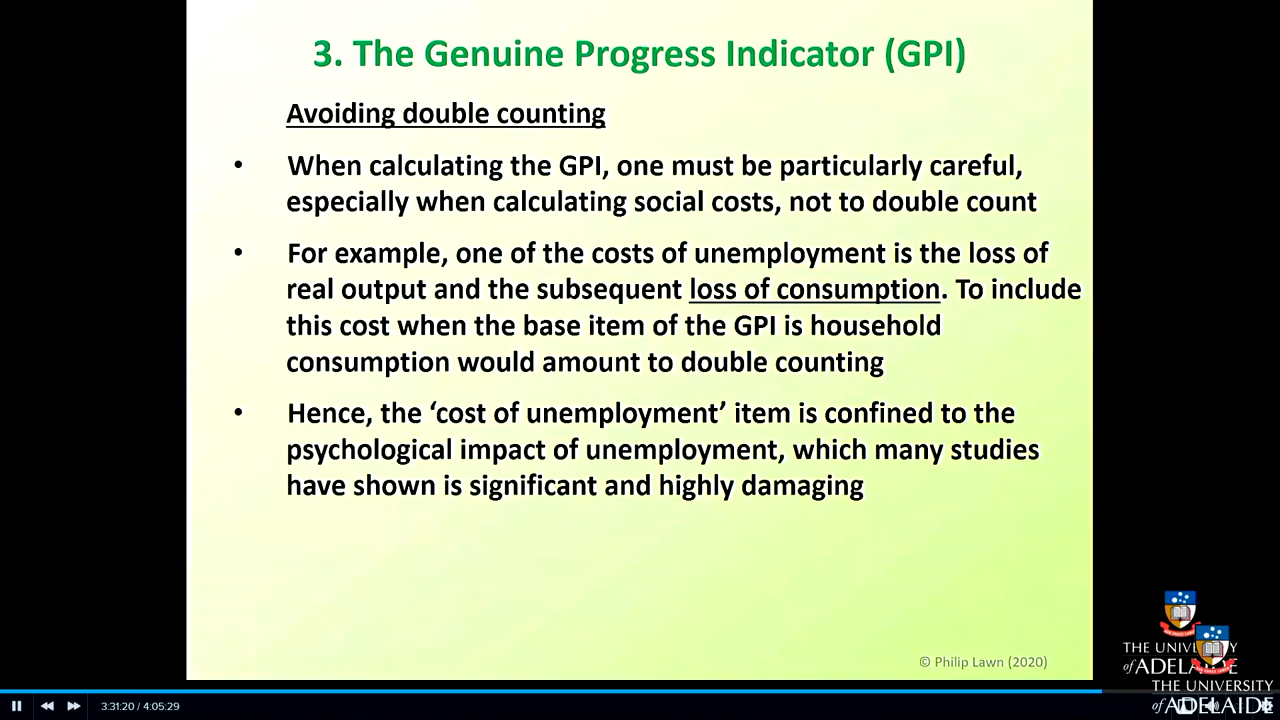 3. The Genuine Progress Indicator (GPI)
Avoiding double counting
• When calculating the GPI, one must be particularly careful,
especially when calculating social costs, not to double count
• For example, one of the costs of unemployment is the loss of
real output and the subsequent loss of consumption. To include
this cost when the base item of the GPI is household
consumption would amount to double counting
• Hence, the ‘cost of unemployment’ item is confined to the
psychological impact of unemployment, which many studies
have shown is significant and highly damaging
© Philip Lawn (2020)
THE UNIVERSITY
of ADELAIDE
THE UNIVERSITY
of ADELAIDE
3:31:20 / 4:05:29